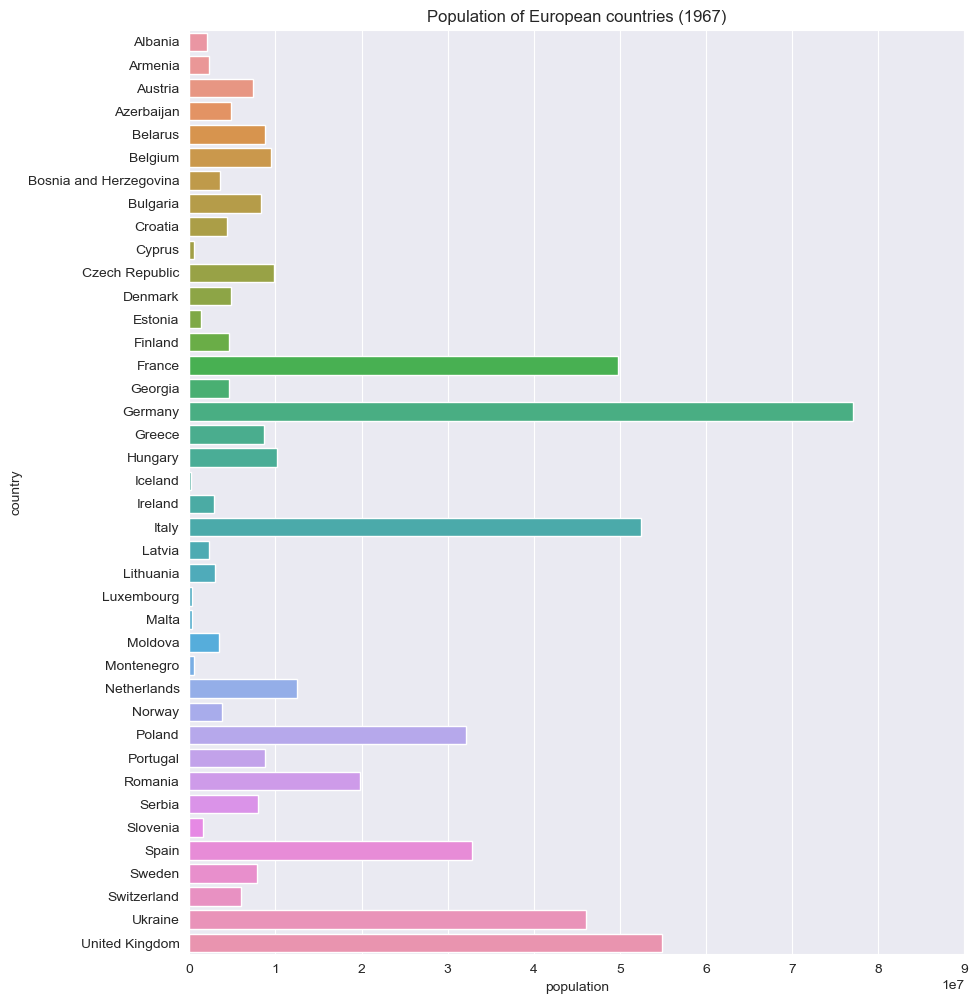 Population of European countries (1967)
Albania
Armenia
Austria
Azerbaijan
Belarus
Belgium
Bosnia and Herzegovina
Bulgaria
Croatia
Cyprus
Czech Republic
Denmark
Estonia
Finland
France
Georgia
Germany
Greece
Hungary
Iceland
Ireland
Italy
Latvia
Lithuania
Luxembourg
Malta
Moldova
Montenegro
Netherlands
Norway
Poland
Portugal
Romania
Serbia
Slovenia
Spain
Sweden
Switzerland
Ukraine
United Kingdom
country
0 1 2 3 4 5 6 7 8 9
1e7
population